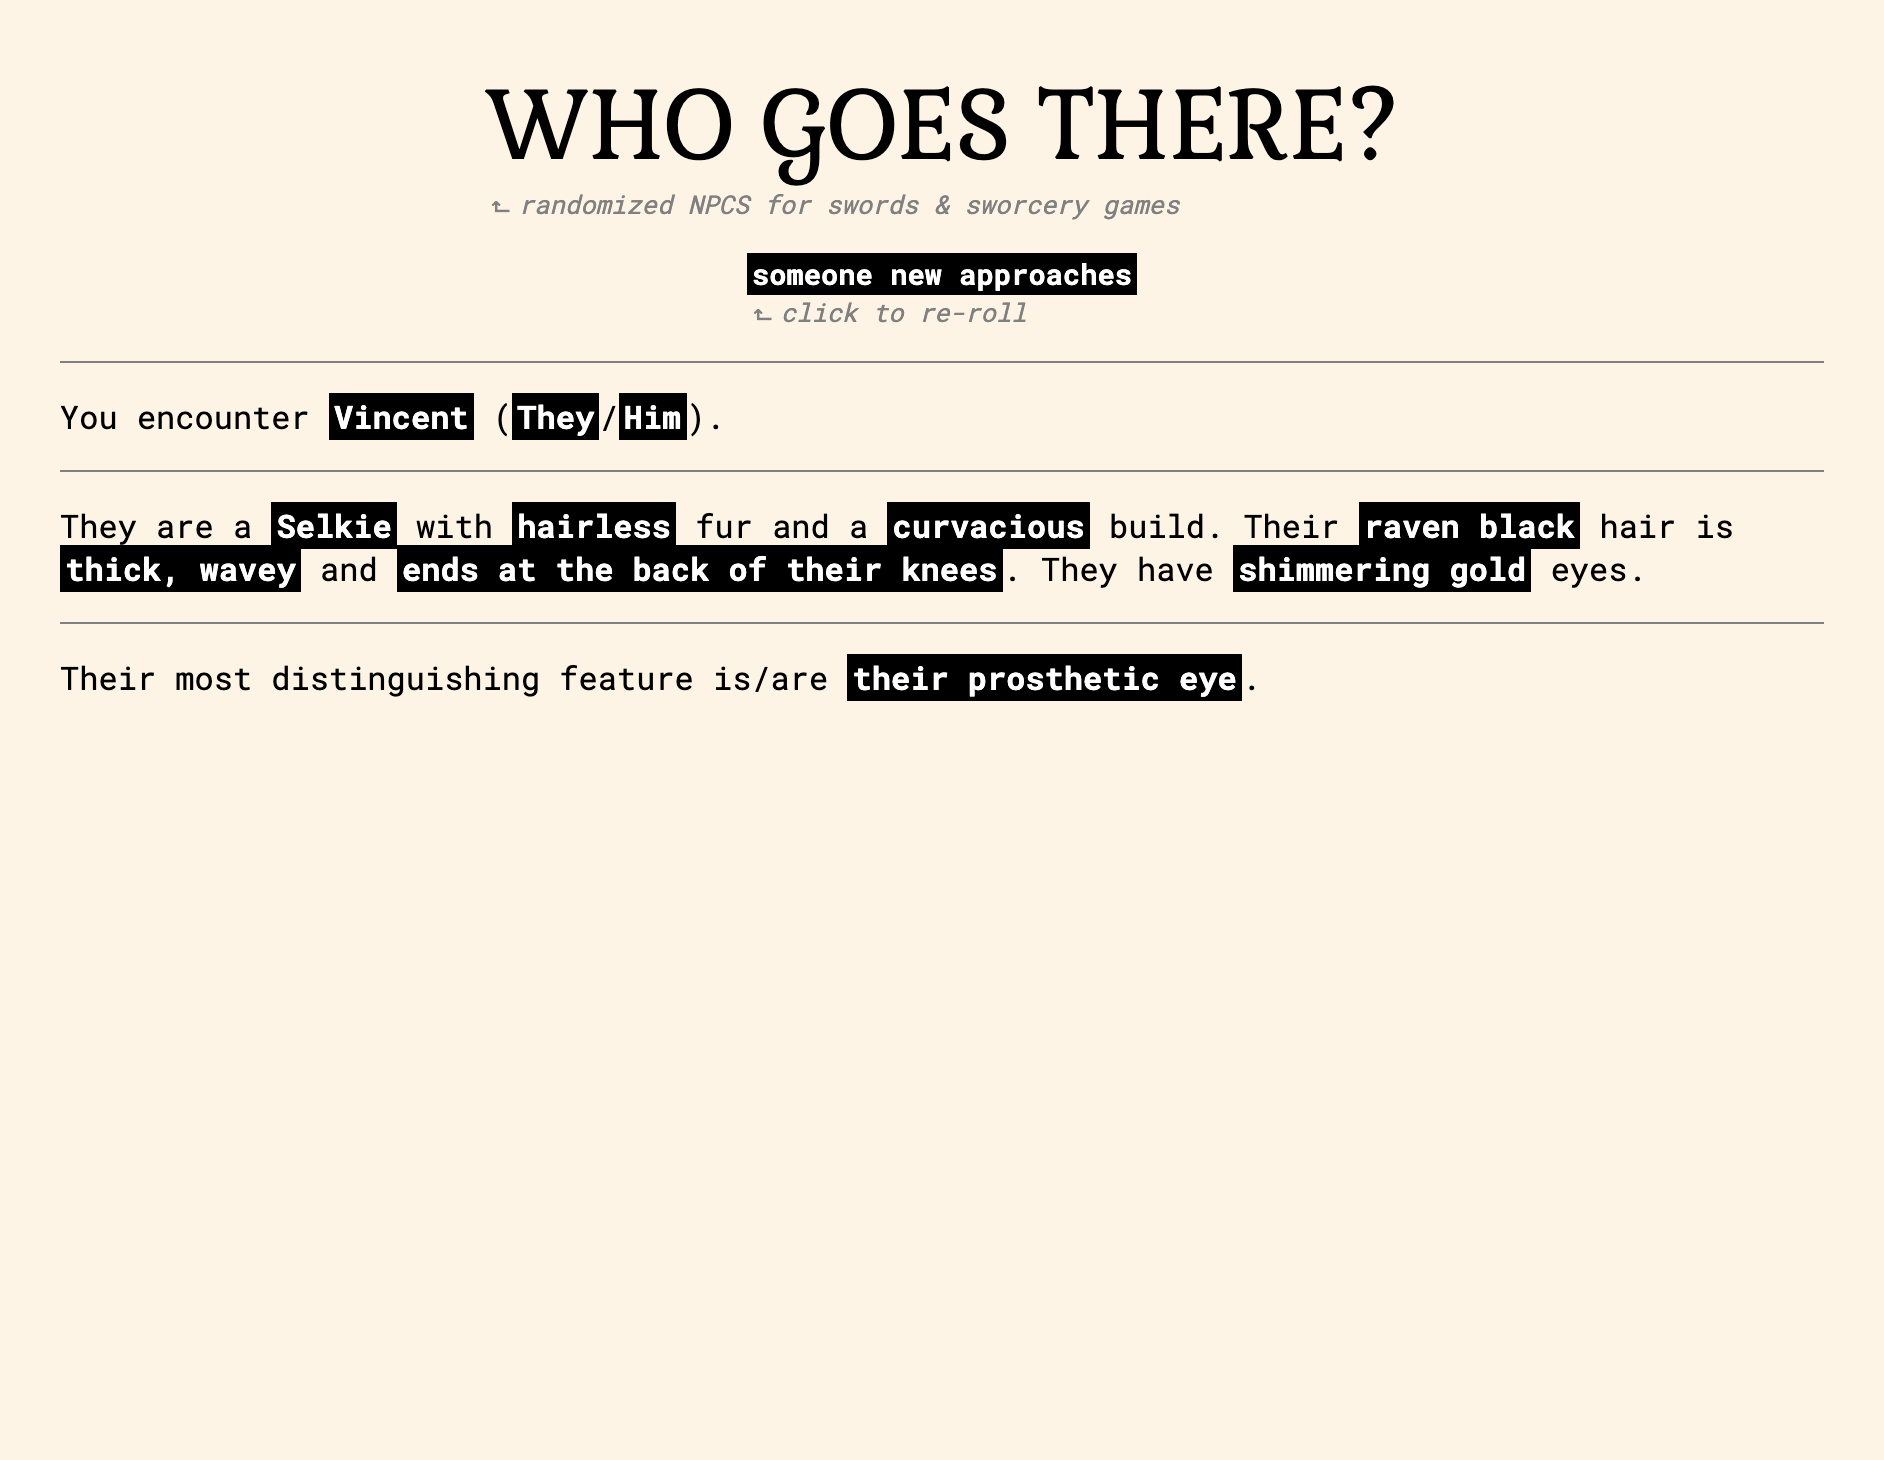 WHO GOES THERE?
⬑ randomized NPCS for swords & sworcery games
someone new approaches
⬑ click to re-roll
You encounter Vincent (They/Him).
They are a Selkie with hairless fur and a curvacious build. Their raven black hair is
thick, wavey and ends at the back of their knees. They have shimmering gold eyes.
Their most distinguishing feature is/are their prosthetic eye.